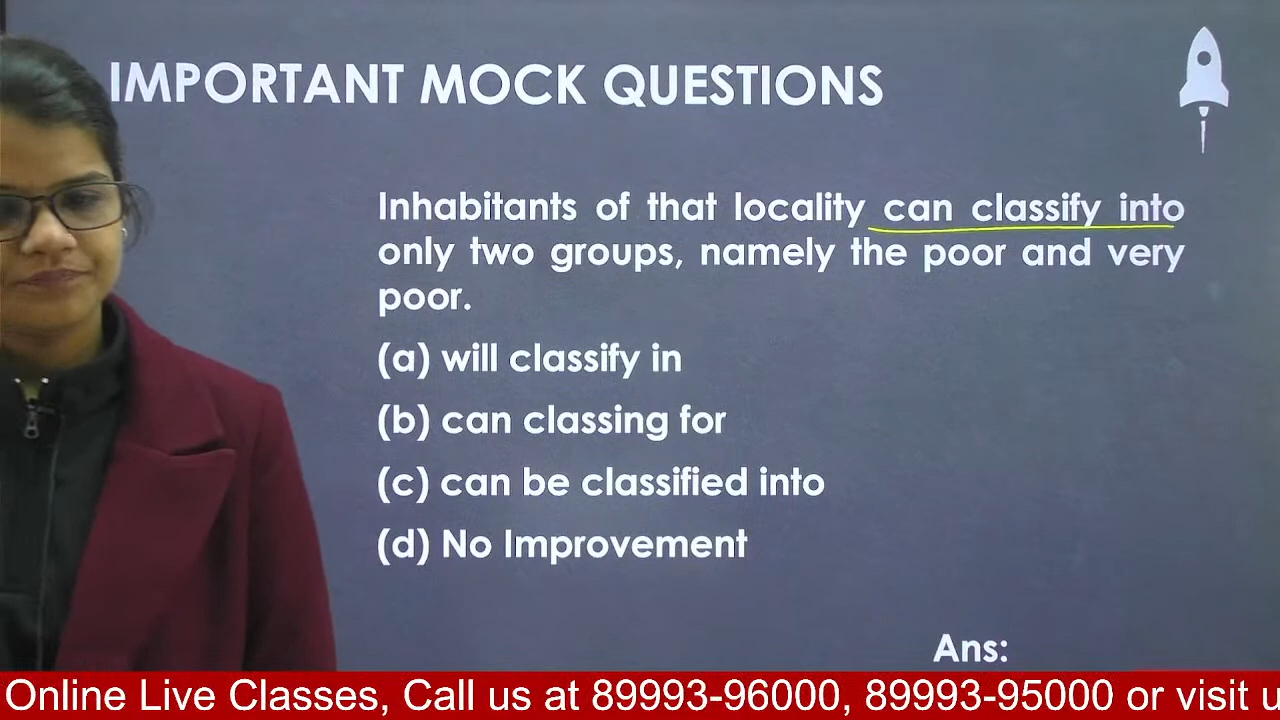 IMPORTANT MOCK QUESTIONS
Inhabitants of that locality can classify into
only two groups, namely the poor and very
poor.
(a) will classify in
(b) can classing for
(c) can be classified into
(d) No Improvement
Ans:
Online Live Classes, Call us at 89993-96000, 89993-95000 or visit u